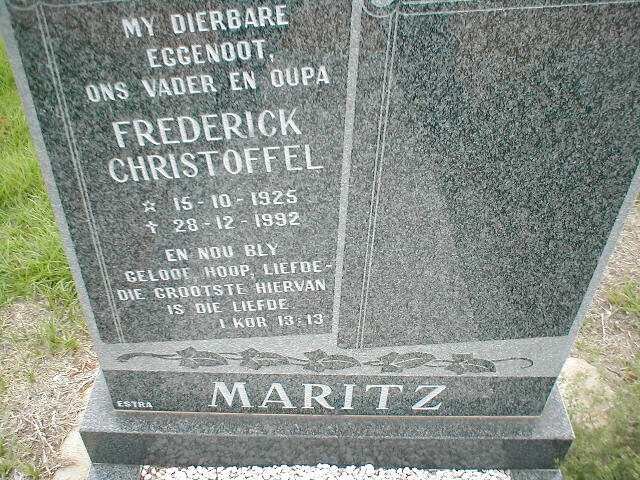 MY DIERBARE
EGGENOOT,
ONS VADER EN OUPA
FREDERICK
CHRISTOFFEL
☆ 15-10-1925
† 28-12-1992
EN NOU BLY
GELOOF, HOOP, LIEFDE-
DIE GROOTSTE HIERVAN
IS DIE LIEFDE
I KOR 13:13
ESTRA
MARITZ